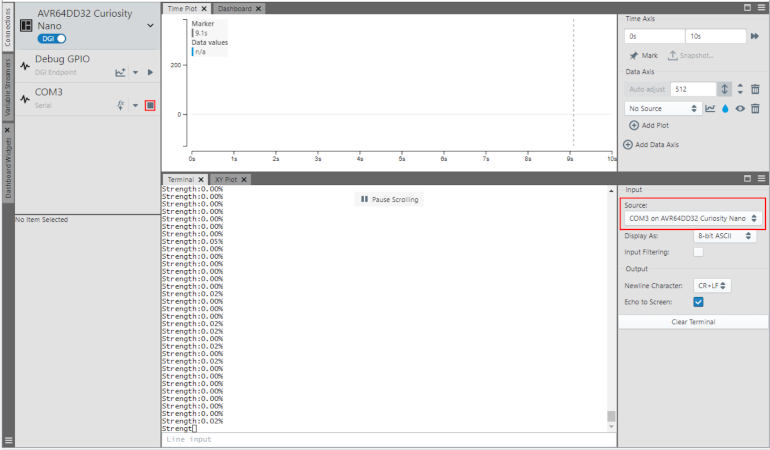 Connections
Variable Streamers
Dashboard Widgets
AVR64DD32 Curiosity
Nano
DGI
Debug GPIO
DGI Endpoint
COM3
Serial
No Item Selected
Time Plot
Dashboard
Marker
9.1s
Data values
n/a
200
0
0s 1s 2s 3s 4s 5s 6s 7s 8s 9s 10s
Time Axis
0s 10s
Mark Snapshot...
Data Axis
Auto adjust 512
No Source
Add Plot
Add Data Axis
Terminal
XY Plot
Pause Scrolling
Strength:0.00%
Strength:0.00%
Strength:0.00%
Strength:0.00%
Strength:0.00%
Strength:0.00%
Strength:0.00%
Strength:0.05%
Strength:0.00%
Strength:0.00%
Strength:0.00%
Strength:0.00%
Strength:0.00%
Strength:0.00%
Strength:0.02%
Strength:0.00%
Strength:0.00%
Strength:0.00%
Strength:0.02%
Strength:0.02%
Strength:0.00%
Strength:0.02%
Strength:0.00%
Strength:0.02%
Strength:0.00%
Strength:0.00%
Strength:0.00%
Strength:0.00%
Strength:0.00%
Strength:0.00%
Strength:0.00%
Strength:0.02%
Strengt
Line input
Input
Source:
COM3 on AVR64DD32 Curiosity Nano
Display As: 8-bit ASCII
Input Filtering:
Output
Newline Character: CR+LF
Echo to Screen:
Clear Terminal